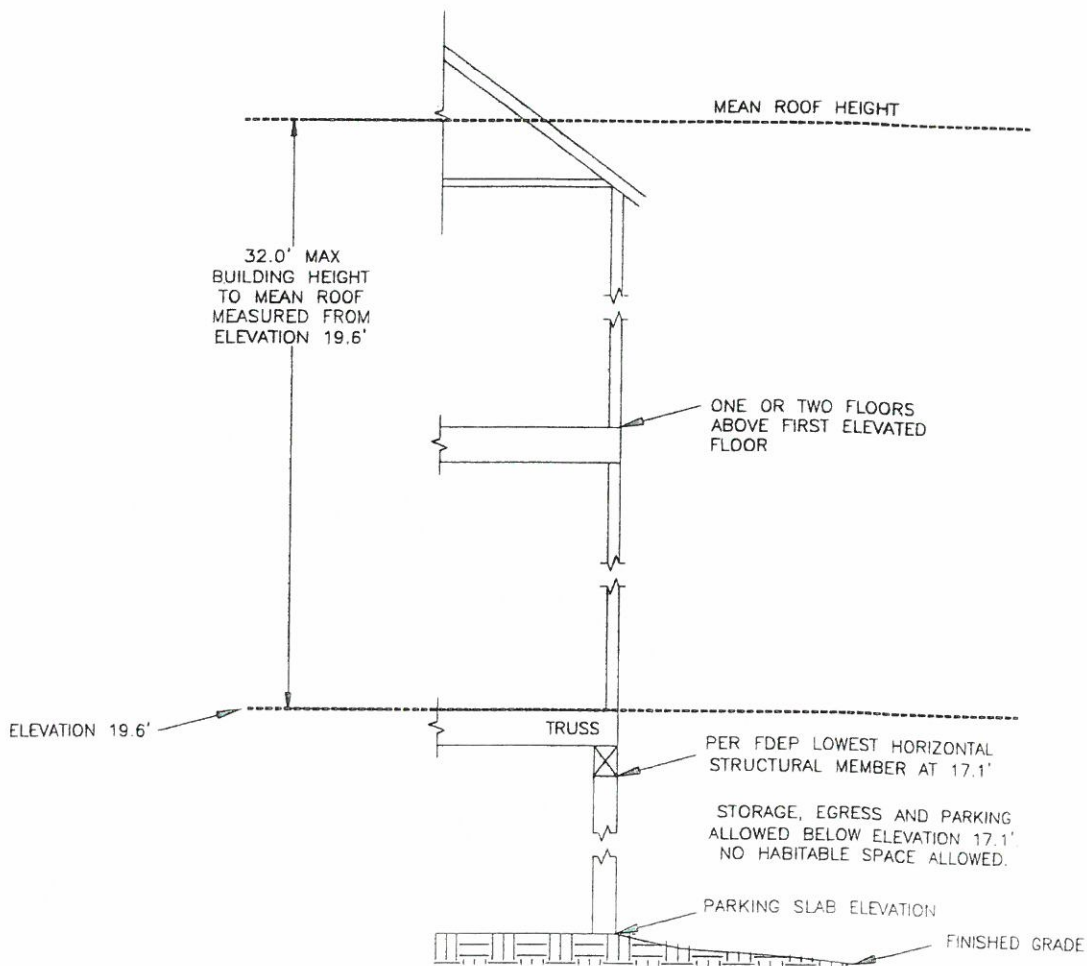 MEAN ROOF HEIGHT
32.0' MAX
BUILDING HEIGHT
TO MEAN ROOF
MEASURED FROM
ELEVATION 19.6'
ONE OR TWO FLOORS
ABOVE FIRST ELEVATED
FLOOR
ELEVATION 19.6'
TRUSS
PER FDEP LOWEST HORIZONTAL
STRUCTURAL MEMBER AT 17.1'
STORAGE, EGRESS AND PARKING
ALLOWED BELOW ELEVATION 17.1'.
NO HABITABLE SPACE ALLOWED.
PARKING SLAB ELEVATION
FINISHED GRADE